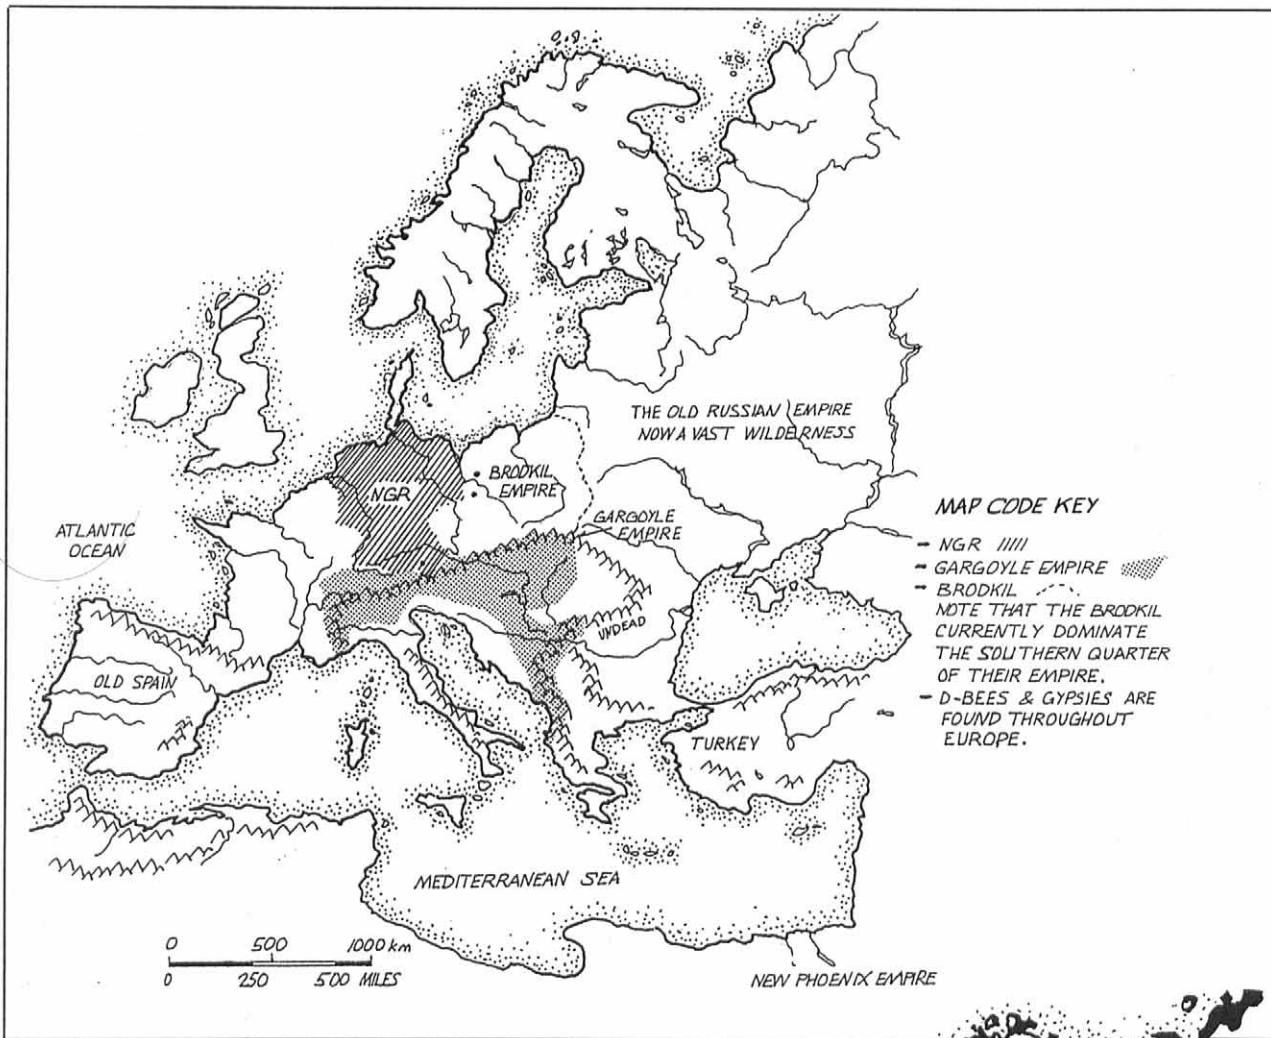 THE OLD RUSSIAN EMPIRE
NOW A VAST WILDERNESS
BRODKIL
EMPIRE
NGR
GARGOYLE
EMPIRE
ATLANTIC
OCEAN
UNDEAD
OLD SPAIN
TURKEY
MEDITERRANEAN SEA
NEW PHOENIX EMPIRE
0 500 1000 km
0 250 500 MILES
MAP CODE KEY
- NGR /////
- GARGOYLE EMPIRE
- BRODKIL
NOTE THAT THE BRODKIL
CURRENTLY DOMINATE
THE SOUTHERN QUARTER
OF THEIR EMPIRE.
- D-BEES & GYPSIES ARE
FOUND THROUGHOUT
EUROPE.